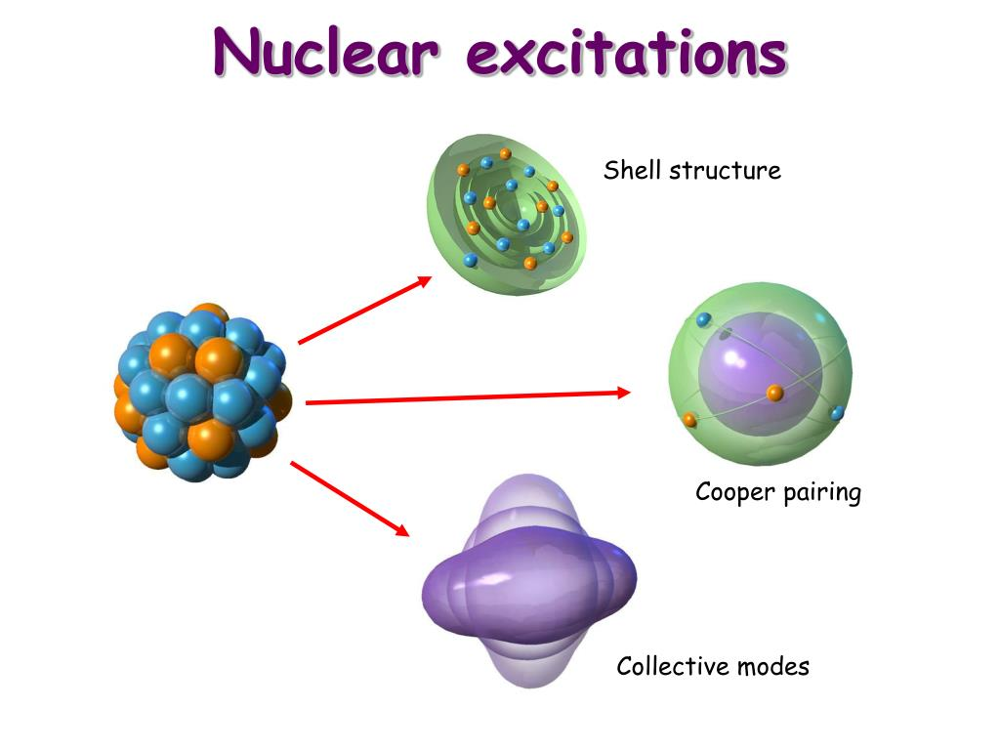 Nuclear excitations
Shell structure
Cooper pairing
Collective modes